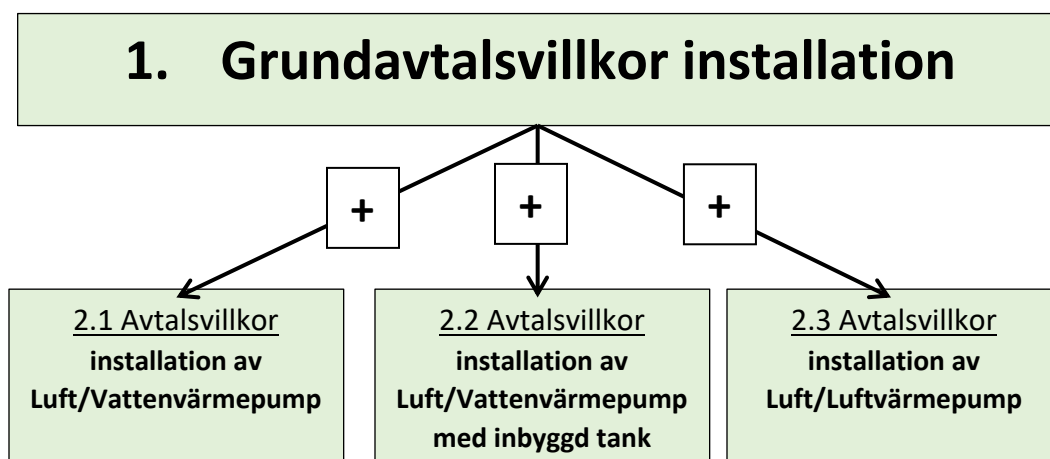 1. Grundavtalsvillkor installation
+ + +
2.1 Avtalsvillkor
installation av
Luft/Vattenvärmepump
2.2 Avtalsvillkor
installation av
Luft/Vattenvärmepump
med inbyggd tank
2.3 Avtalsvillkor
installation av
Luft/Luftvärmepump